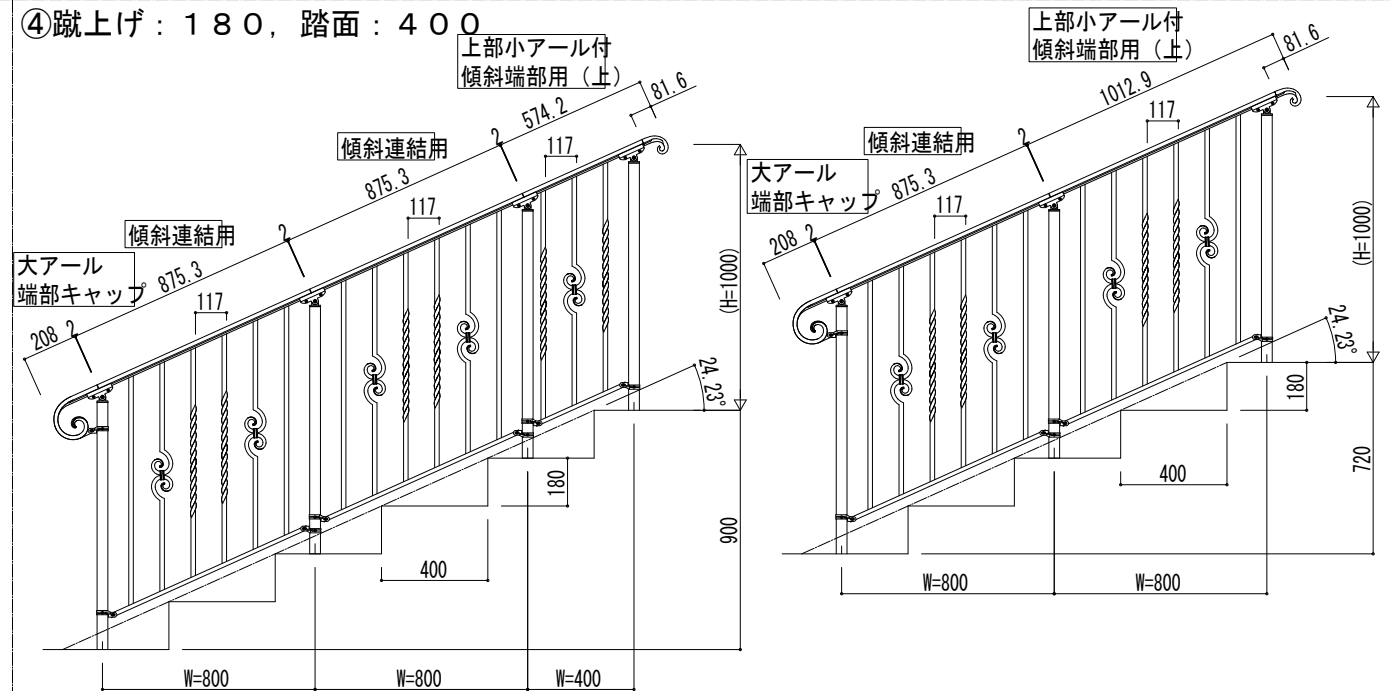 ④蹴上げ：１８０，踏面：４００
上部小アール付
傾斜端部用（上）
81.6
574.2
2
117
傾斜連結用
875.3
117
2
傾斜連結用
875.3
117
大アール
端部キャップ
208
2
(H=1000)
24.23°
180
400
900
W=800
W=800
W=400
上部小アール付
傾斜端部用（上）
81.6
1012.9
2
117
傾斜連結用
875.3
117
大アール
端部キャップ
208
2
(H=1000)
24.23°
180
400
720
W=800
W=800